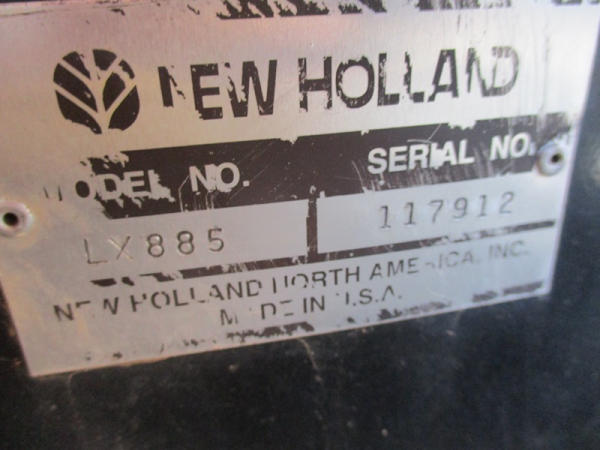 NEW HOLLAND
MODEL NO. SERIAL NO.
LX885 117912
NEW HOLLAND NORTH AMERICA, INC.
MADE IN U.S.A.